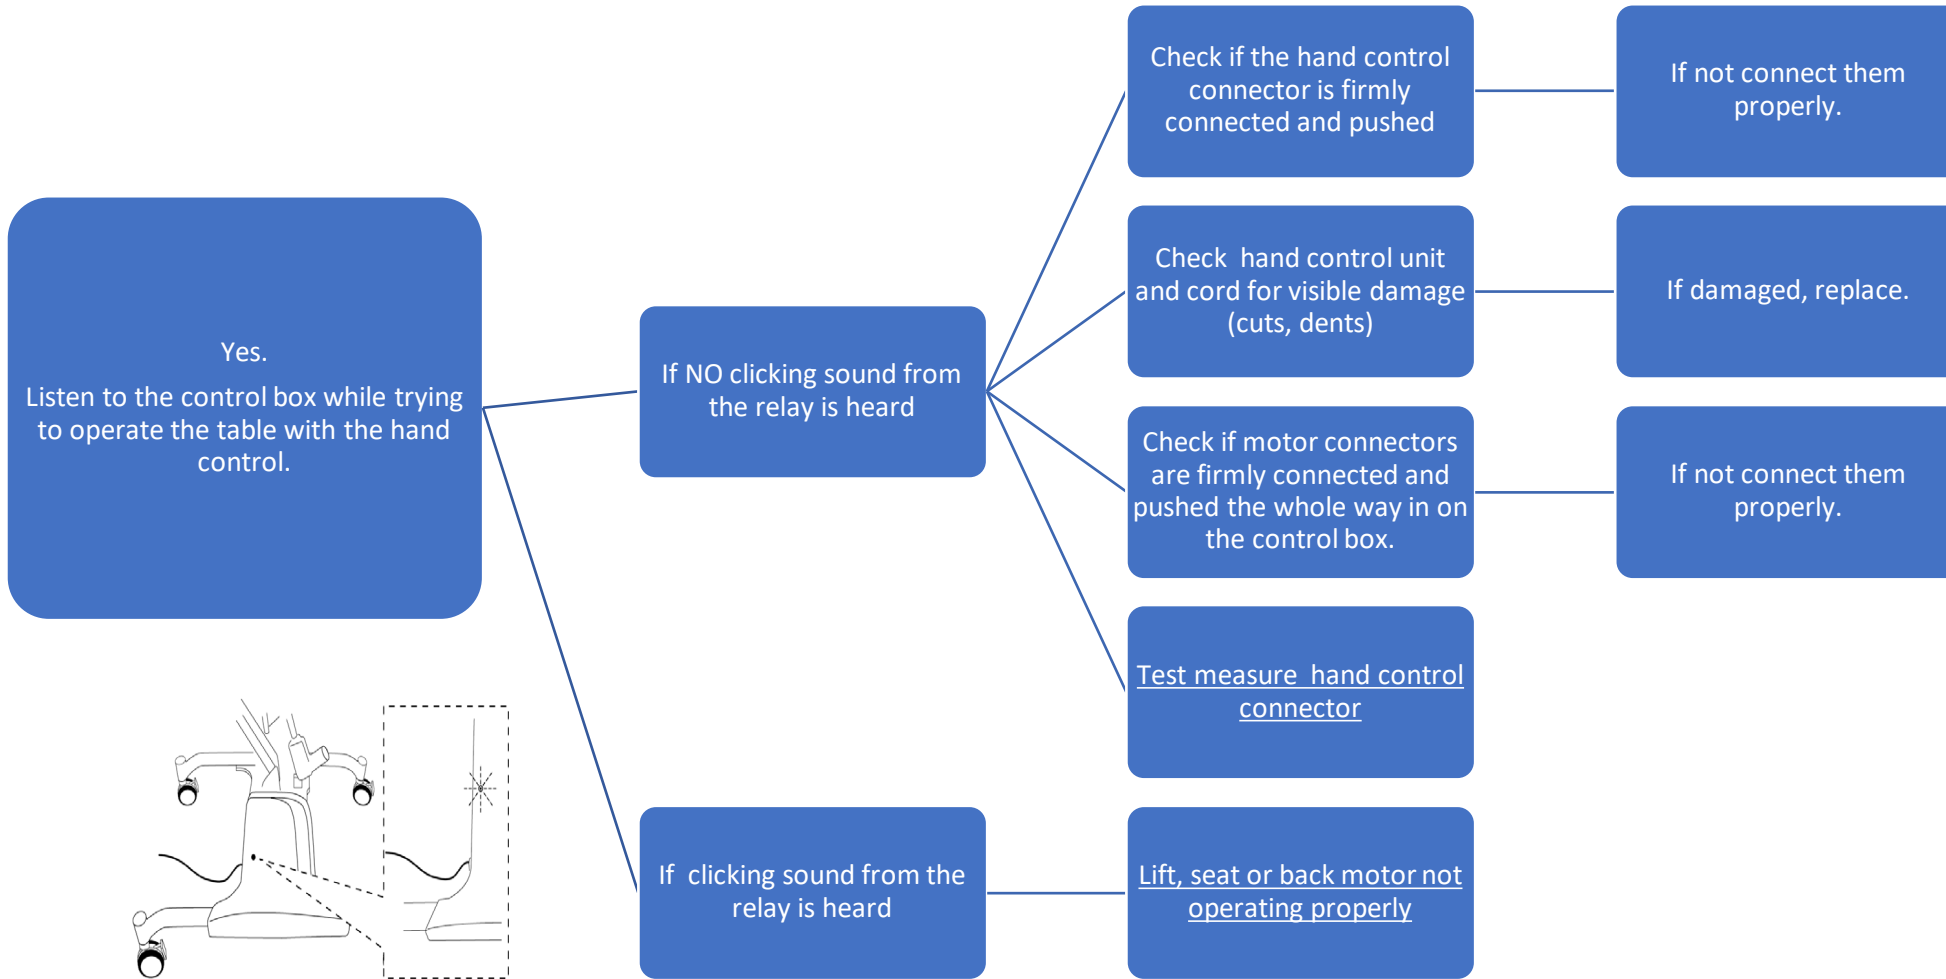 Yes.
Listen to the control box while trying
to operate the table with the hand
control.
If NO clicking sound from
the relay is heard
Check if the hand control
connector is firmly
connected and pushed
If not connect them
properly.
Check  hand control unit
and cord for visible damage
(cuts, dents)
If damaged, replace.
Check if motor connectors
are firmly connected and
pushed the whole way in on
the control box.
If not connect them
properly.
Test measure  hand control
connector
If  clicking sound from the
relay is heard
Lift, seat or back motor not
operating properly